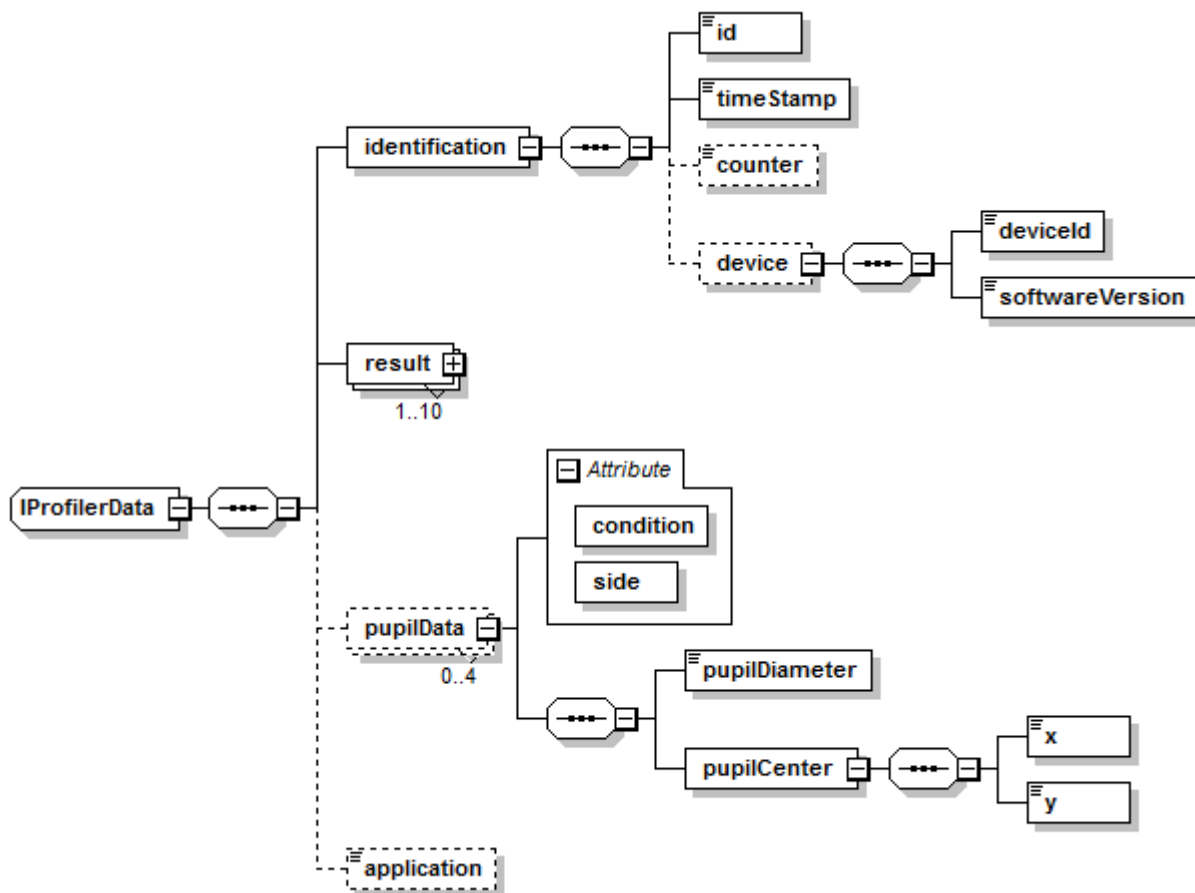 id
timeStamp
identification
counter
deviceId
device
softwareVersion
result
1..10
Attribute
IProfilerData
condition
side
pupilData
0..4
pupilDiameter
x
pupilCenter
y
application